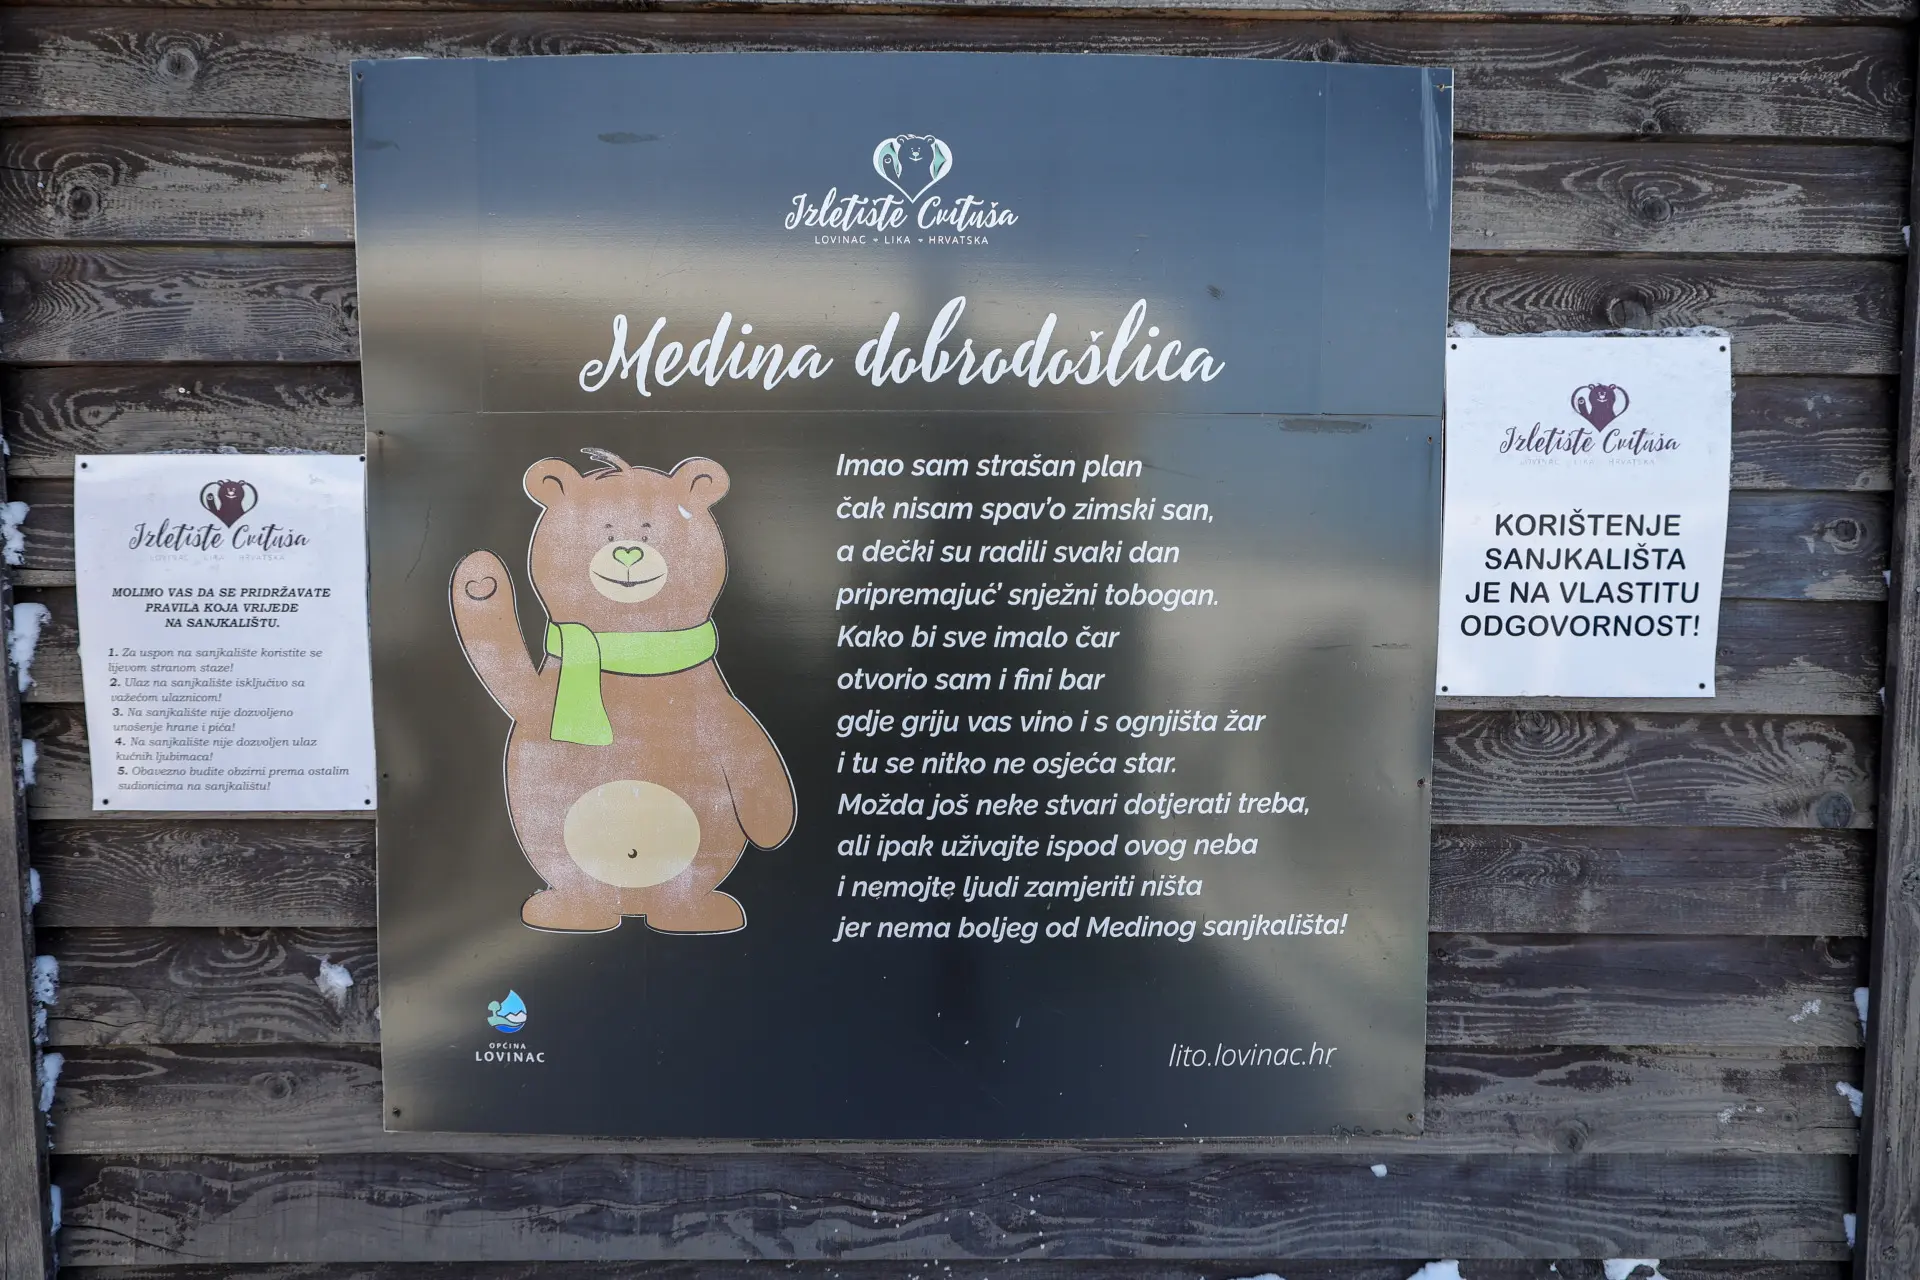 Izletište Cvituša
LOVINAC LIKA HRVATSKA
Medina dobrodošlica
Imao sam strašan plan
čak nisam spav'o zimski san,
a dečki su radili svaki dan
pripremajuć' snježni tobogan.
Kako bi sve imalo čar
otvorio sam i fini bar
gdje griju vas vino i s ognjišta žar
i tu se nitko ne osjeća star.
Možda još neke stvari dotjerati treba,
ali ipak uživajte ispod ovog neba
i nemojte ljudi zamjeriti ništa
jer nema boljeg od Medinog sanjkališta!
OPĆINA
LOVINAC
lito.lovinac.hr
Izletište Cvituša
LOVINAC LIKA HRVATSKA
MOLIMO VAS DA SE PRIDRŽAVATE
PRAVILA KOJA VRIJEDE
NA SANJKALIŠTU.
1. Za uspon na sanjkalište koristite se
lijevom stranom staze!
2. Ulaz na sanjkalište isključivo sa
važećom ulaznicom!
3. Na sanjkalište nije dozvoljeno
unošenje hrane i pića!
4. Na sanjkalište nije dozvoljen ulaz
kućnih ljubimaca!
5. Obavezno budite obzirni prema ostalim
sudionicima na sanjkalištu!
Izletište Cvituša
LOVINAC LIKA HRVATSKA
KORIŠTENJE
SANJKALIŠTA
JE NA VLASTITU
ODGOVORNOST!